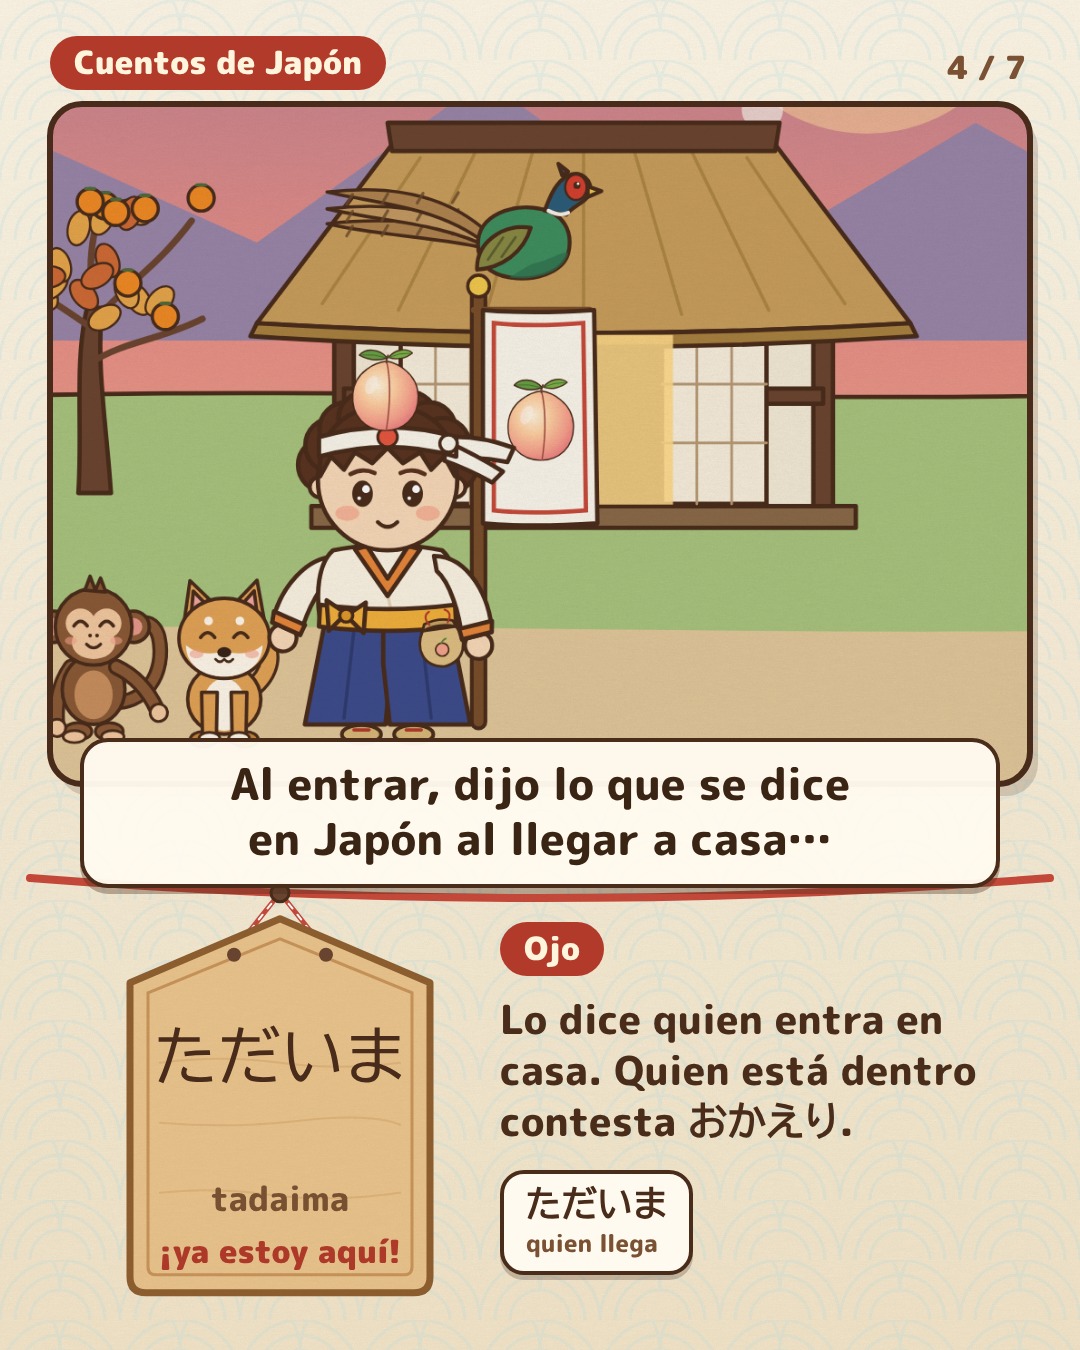 Cuentos de Japón
4 / 7
Al entrar, dijo lo que se dice
en Japón al llegar a casa…
ただいま
tadaima
¡ya estoy aquí!
Ojo
Lo dice quien entra en
casa. Quien está dentro
contesta おかえり.
ただいま
quien llega